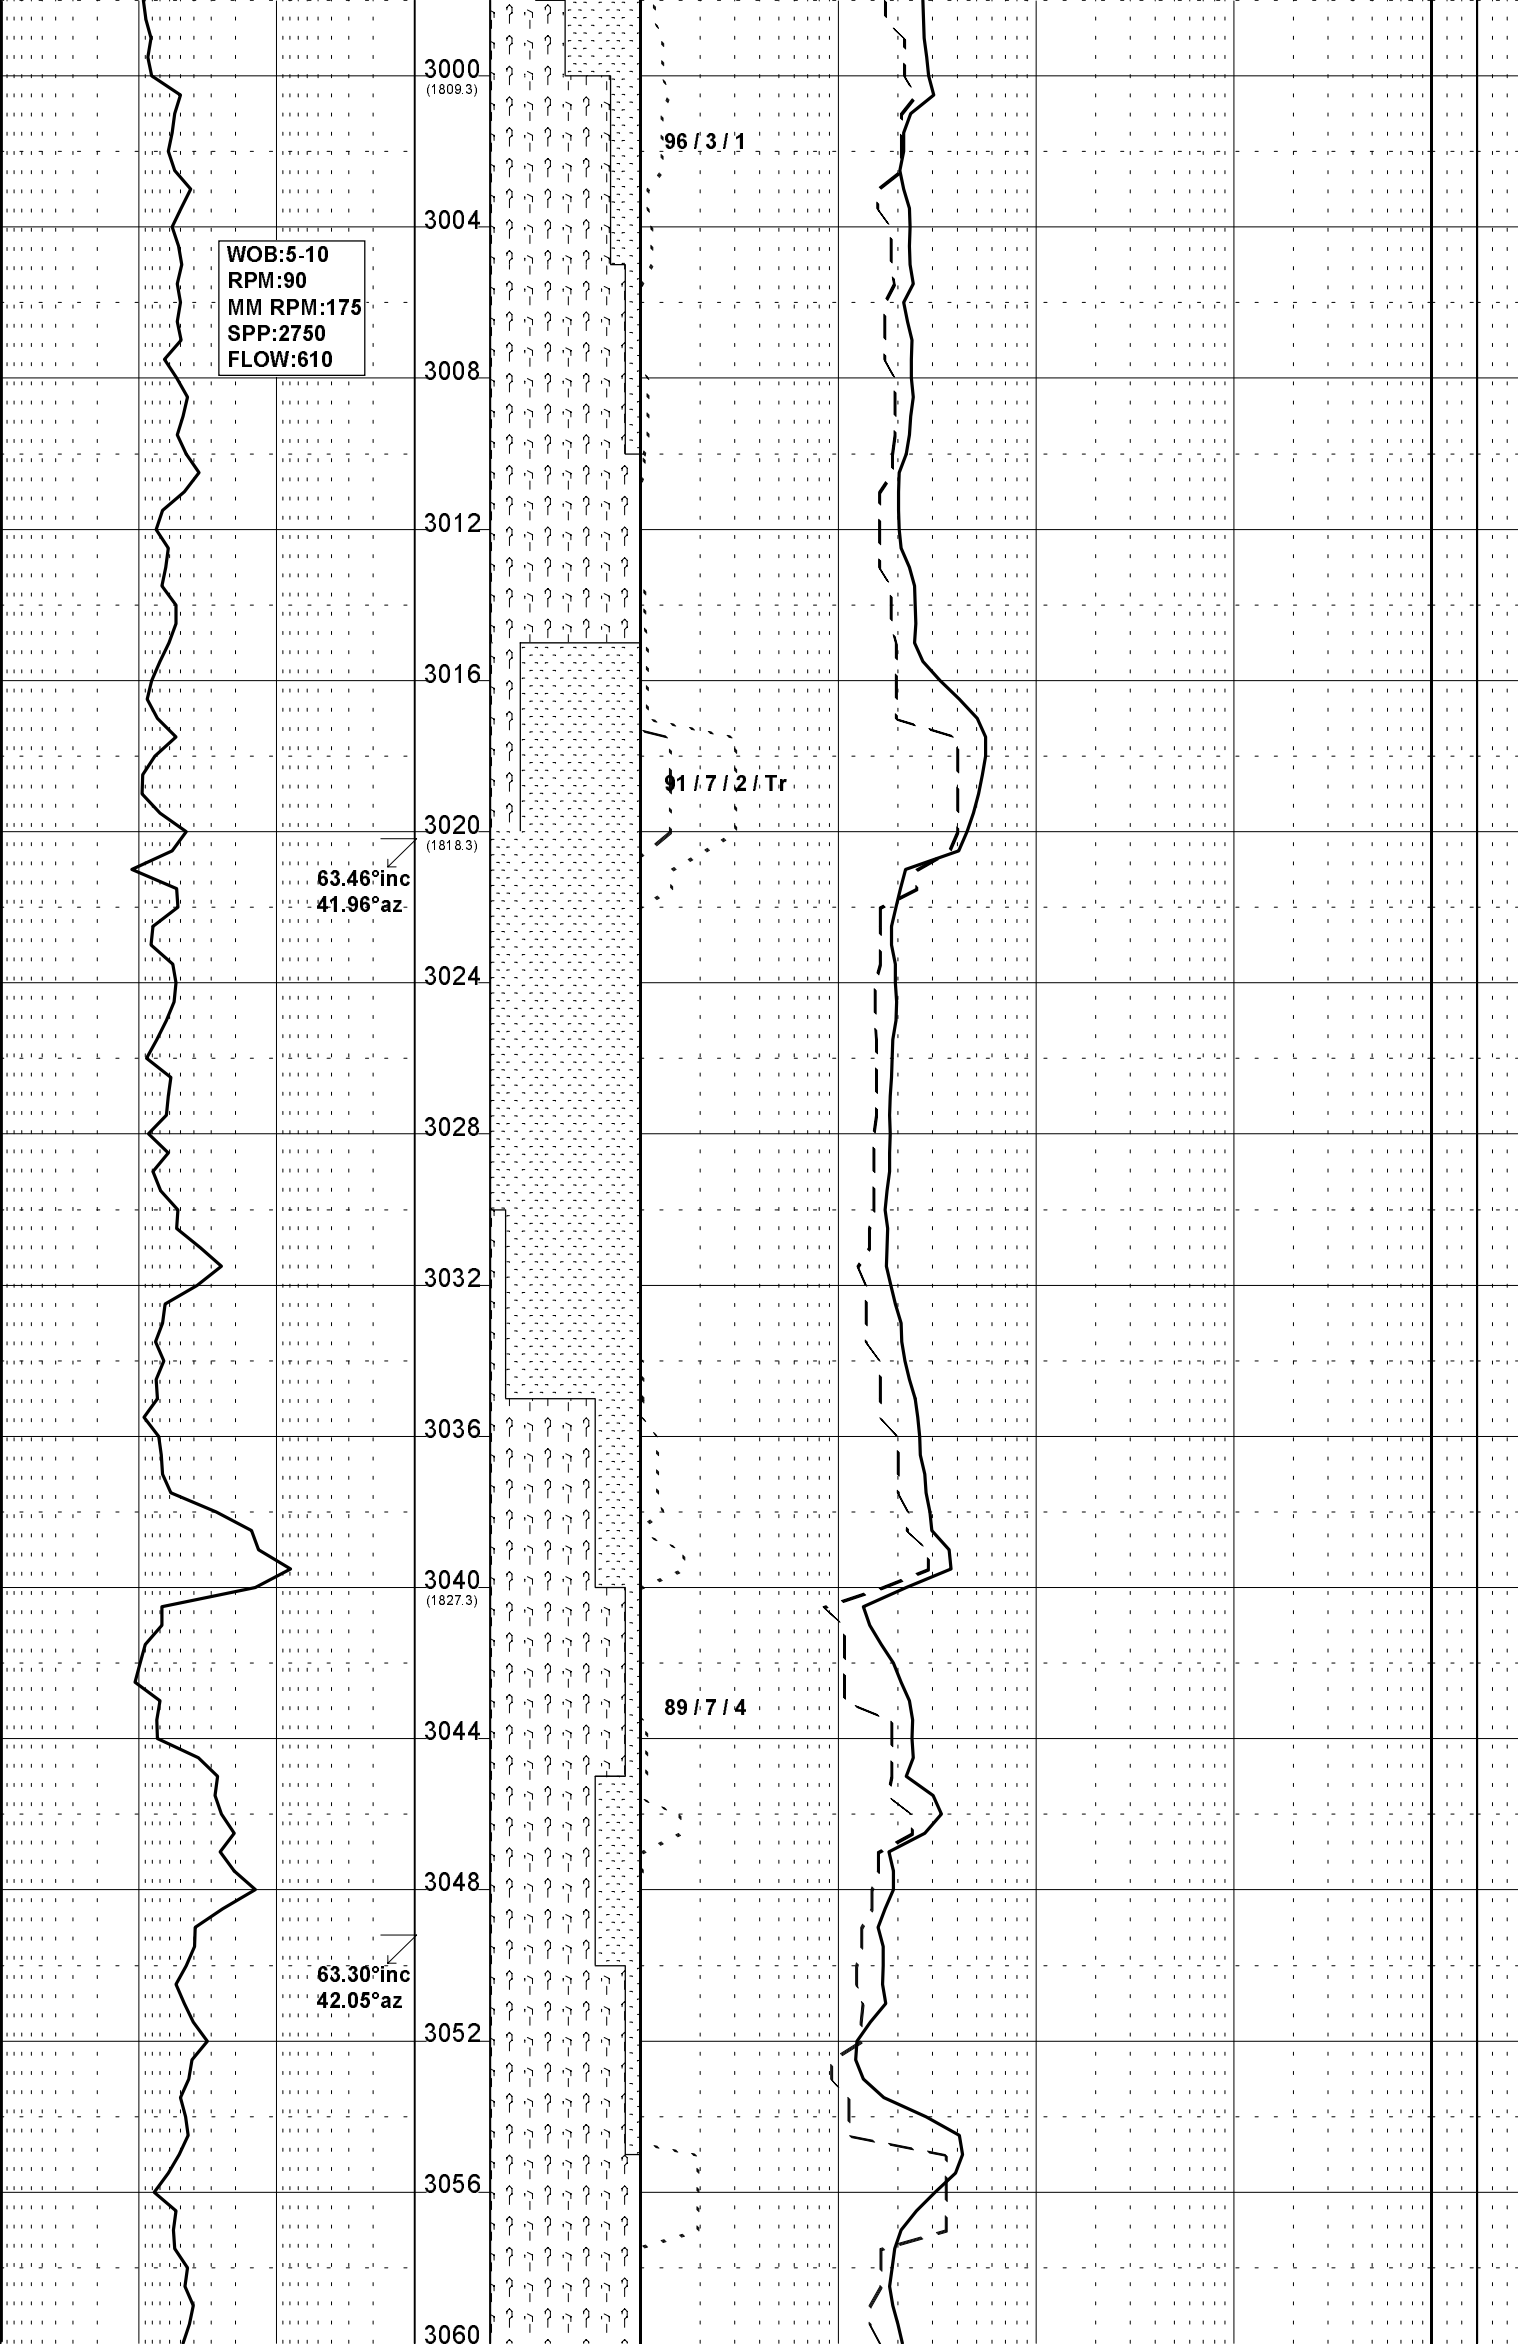 3000
(1809.3)
96 / 3 / 1
3004
WOB:5-10
RPM:90
MM RPM:175
SPP:2750
FLOW:610
3008
3012
3016
91 / 7 / 2 / Tr
3020
(1818.3)
63.46°inc
41.96°az
3024
3028
3032
3036
3040
(1827.3)
89 / 7 / 4
3044
3048
63.30°inc
42.05°az
3052
3056
3060